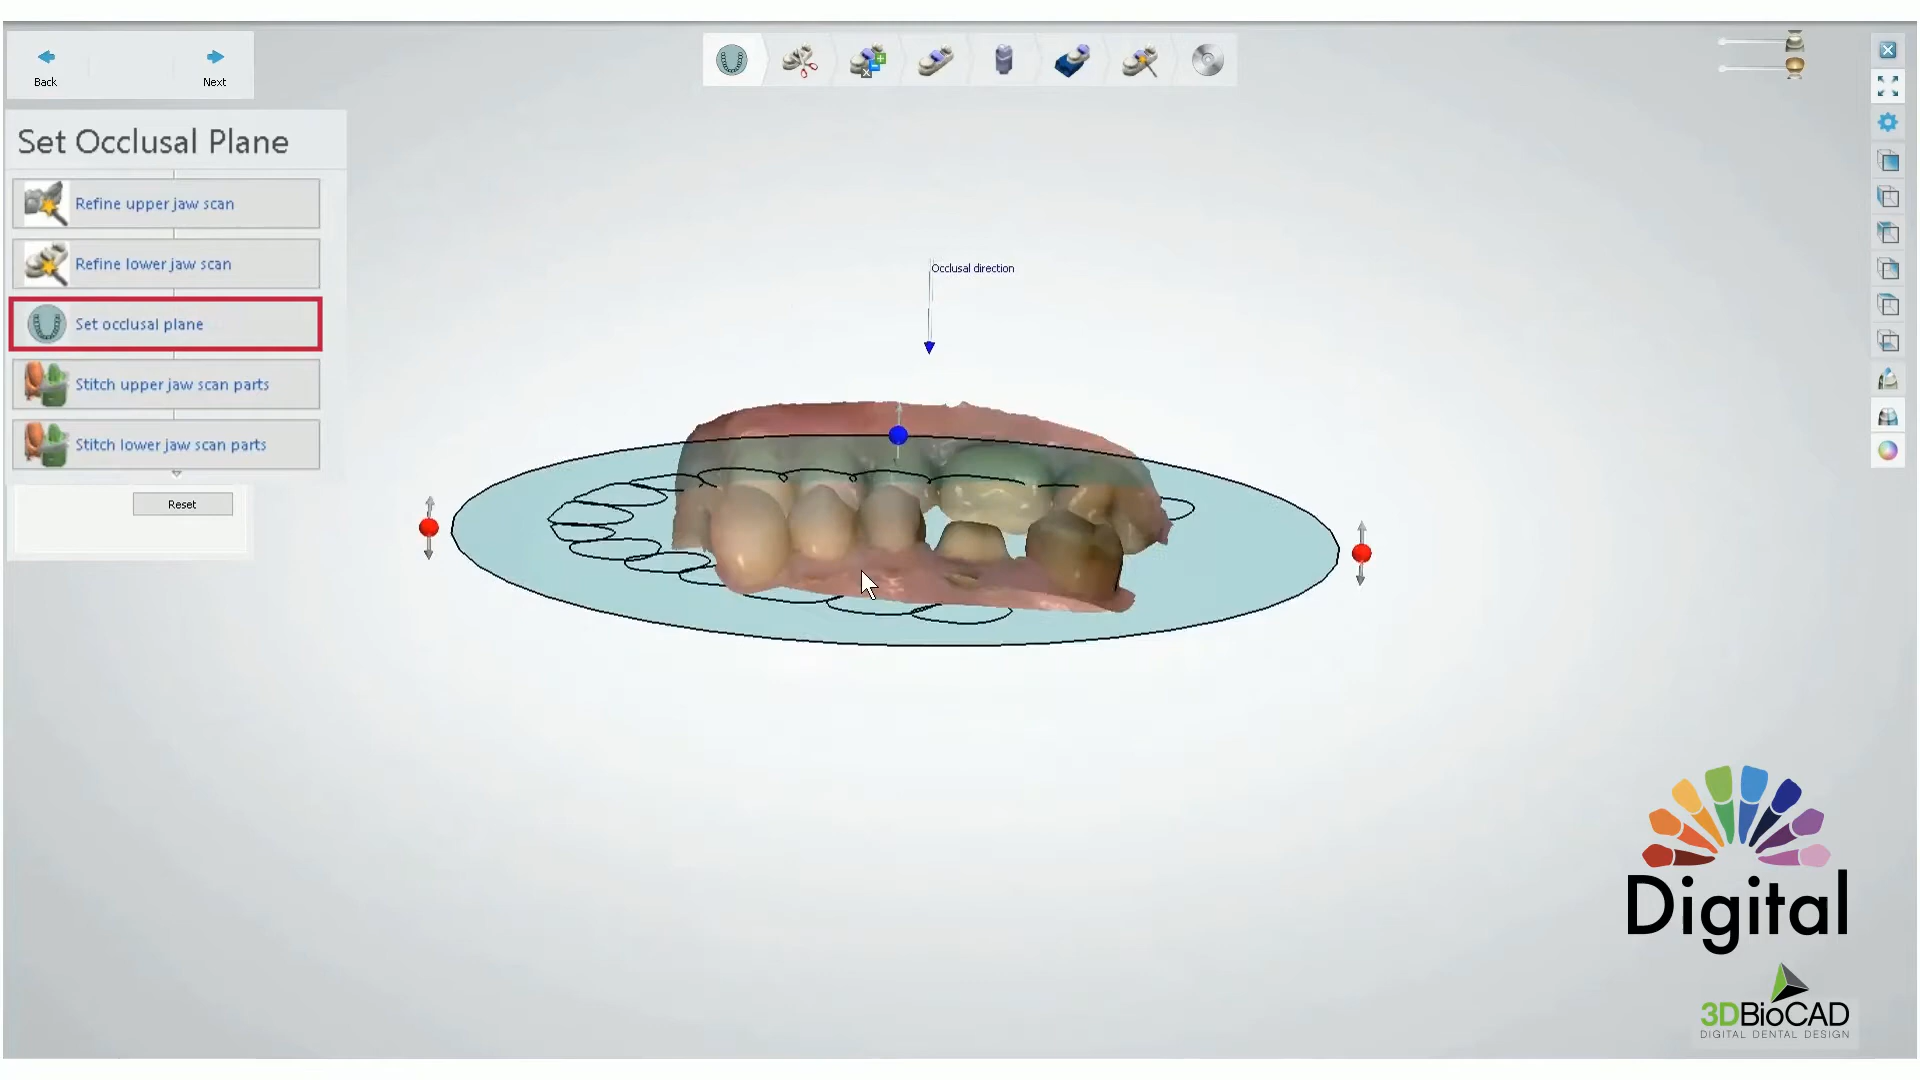 Back
Next
Set Occlusal Plane
Refine upper jaw scan
Refine lower jaw scan
Set occlusal plane
Stitch upper jaw scan parts
Stitch lower jaw scan parts
Reset
Occlusal direction
Digital
3DBioCAD
DIGITAL DENTAL DESIGN